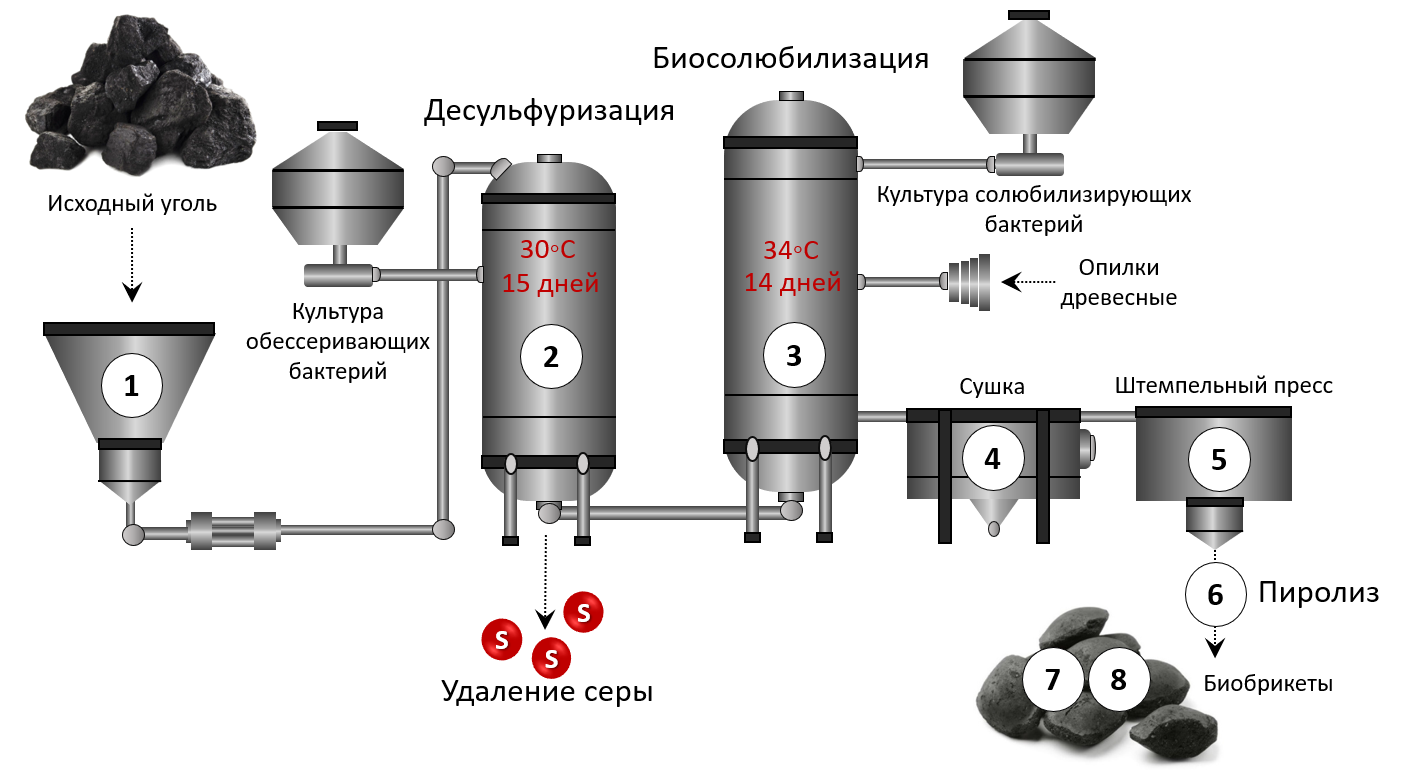 Биосолюбилизация
Десульфуризация
Исходный уголь
Культура солюбилизирующих
бактерий
30◦C
15 дней
34◦C
14 дней
Опилки
древесные
Культура
обессеривающих
бактерий
1
2
3
Сушка
Штемпельный пресс
4
5
6
Пиролиз
S
S
S
Удаление серы
7
8
Биобрикеты